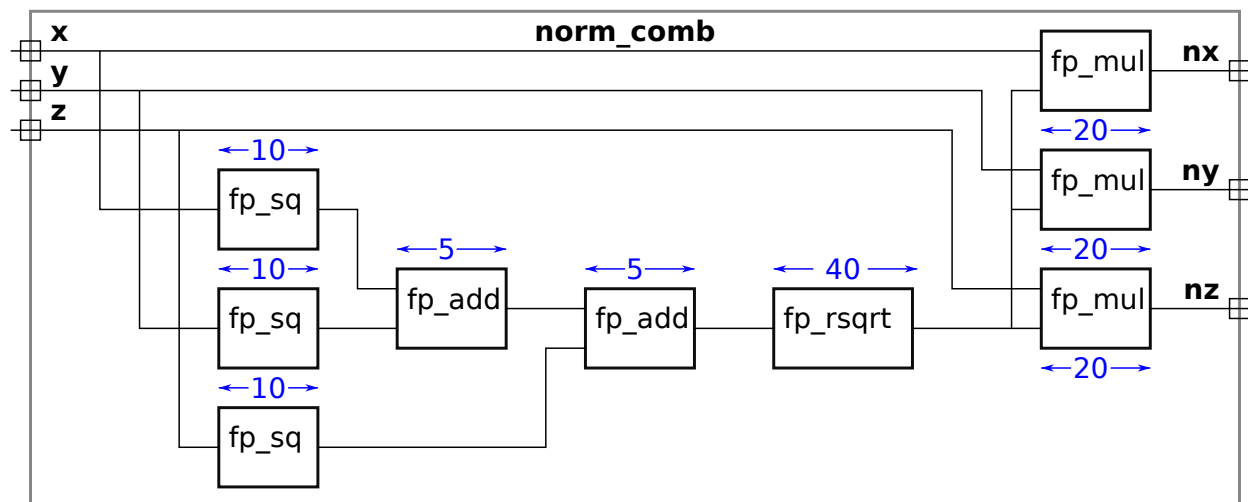 x
norm_comb
fp_mul
nx
y
z
20
10
fp_mul
ny
fp_sq
20
5
10
5
40
fp_mul
nz
fp_add
fp_sq
fp_add
fp_rsqrt
20
10
fp_sq